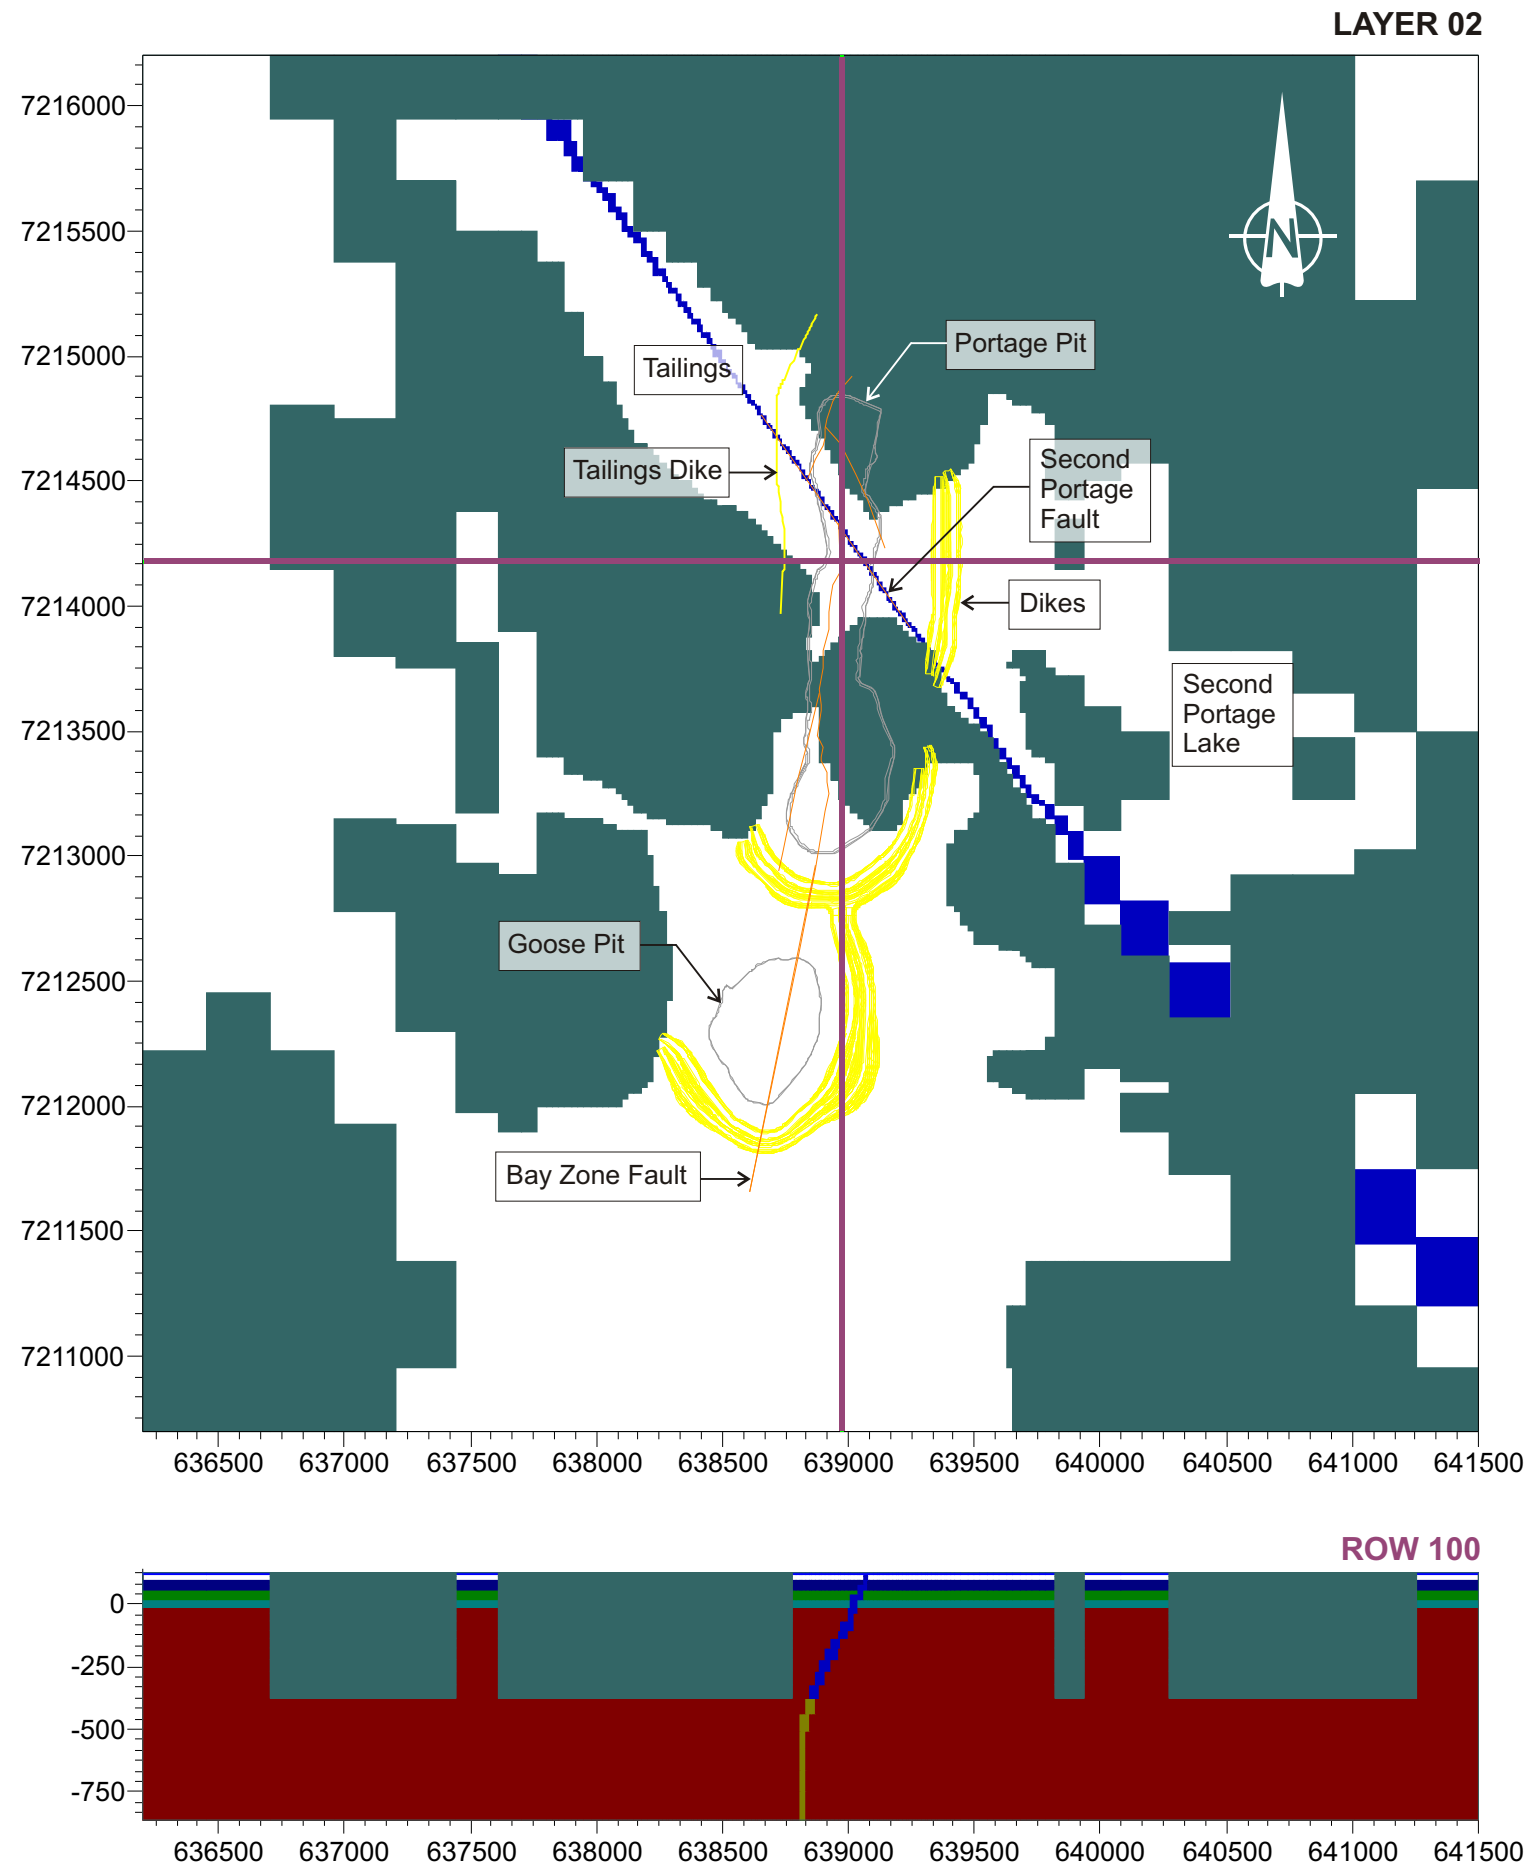 LAYER 02
7216000
7215500
7215000
7214500
7214000
7213500
7213000
7212500
7212000
7211500
7211000
N
Portage Pit
Tailings
Tailings Dike
Second
Portage
Fault
Dikes
Second
Portage
Lake
Goose Pit
Bay Zone Fault
636500 637000 637500 638000 638500 639000 639500 640000 640500 641000 641500
ROW 100
0
-250
-500
-750
636500 637000 637500 638000 638500 639000 639500 640000 640500 641000 641500